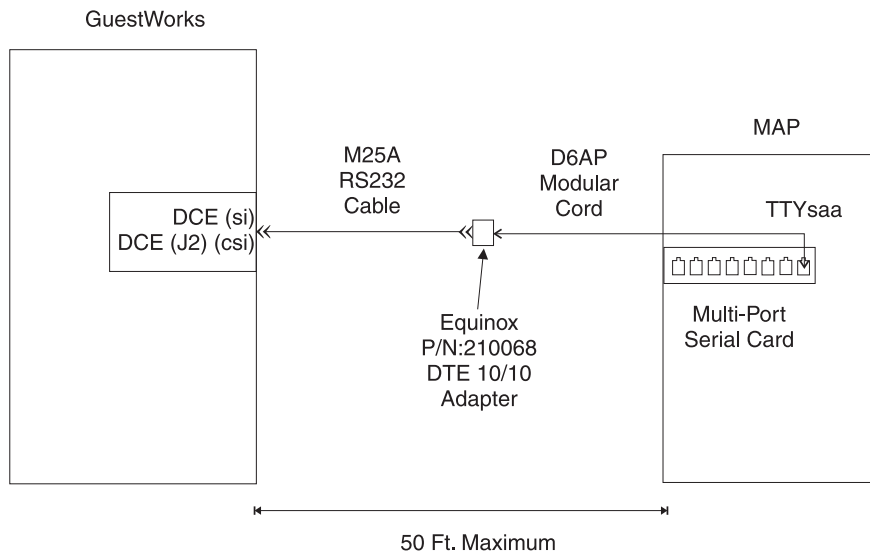 GuestWorks
MAP
M25A
RS232
Cable
D6AP
Modular
Cord
TTYsaa
DCE (si)
DCE (J2) (csi)
Equinox
P/N:210068
DTE 10/10
Adapter
Multi-Port
Serial Card
50 Ft. Maximum